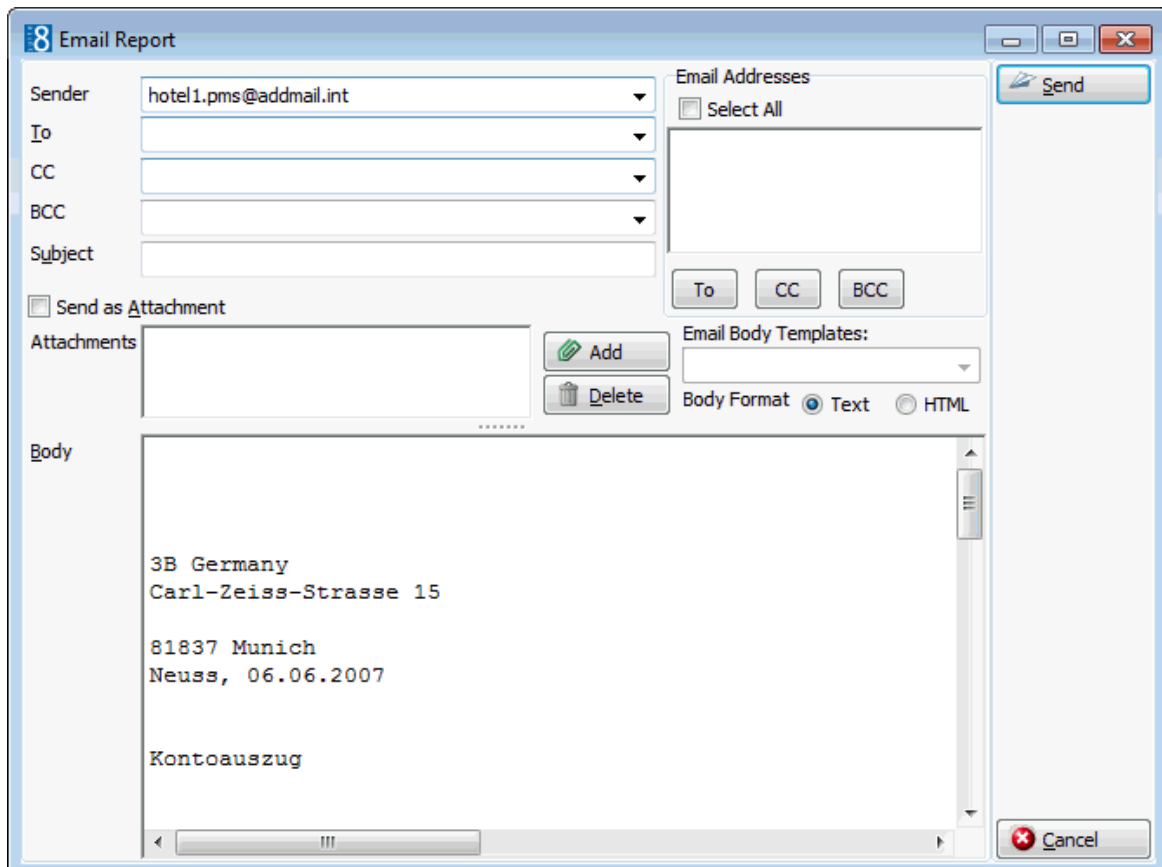 8 Email Report
Sender
hotel1.pms@addmail.int
To
CC
BCC
Subject
Send as Attachment
Attachments
Add
Delete
Email Addresses
Select All
To
CC
BCC
Email Body Templates:
Body Format
Text
HTML
Send
Body
3B Germany
Carl-Zeiss-Strasse 15
81837 Munich
Neuss, 06.06.2007
Kontoauszug
Cancel